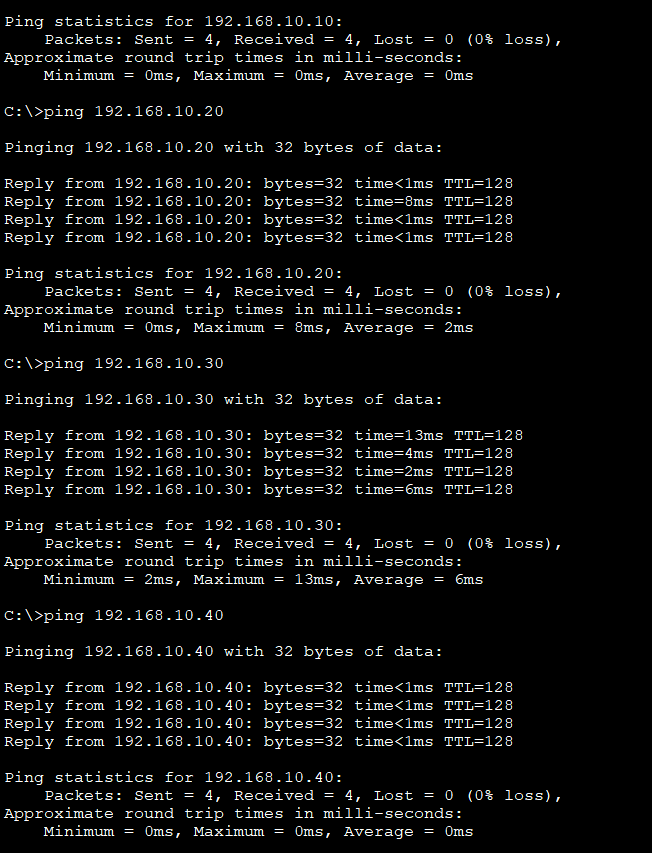 Ping statistics for 192.168.10.10:
    Packets: Sent = 4, Received = 4, Lost = 0 (0% loss),
Approximate round trip times in milli-seconds:
    Minimum = 0ms, Maximum = 0ms, Average = 0ms
C:\>ping 192.168.10.20
Pinging 192.168.10.20 with 32 bytes of data:
Reply from 192.168.10.20: bytes=32 time<1ms TTL=128
Reply from 192.168.10.20: bytes=32 time=8ms TTL=128
Reply from 192.168.10.20: bytes=32 time<1ms TTL=128
Reply from 192.168.10.20: bytes=32 time<1ms TTL=128
Ping statistics for 192.168.10.20:
    Packets: Sent = 4, Received = 4, Lost = 0 (0% loss),
Approximate round trip times in milli-seconds:
    Minimum = 0ms, Maximum = 8ms, Average = 2ms
C:\>ping 192.168.10.30
Pinging 192.168.10.30 with 32 bytes of data:
Reply from 192.168.10.30: bytes=32 time=13ms TTL=128
Reply from 192.168.10.30: bytes=32 time=4ms TTL=128
Reply from 192.168.10.30: bytes=32 time=2ms TTL=128
Reply from 192.168.10.30: bytes=32 time=6ms TTL=128
Ping statistics for 192.168.10.30:
    Packets: Sent = 4, Received = 4, Lost = 0 (0% loss),
Approximate round trip times in milli-seconds:
    Minimum = 2ms, Maximum = 13ms, Average = 6ms
C:\>ping 192.168.10.40
Pinging 192.168.10.40 with 32 bytes of data:
Reply from 192.168.10.40: bytes=32 time<1ms TTL=128
Reply from 192.168.10.40: bytes=32 time<1ms TTL=128
Reply from 192.168.10.40: bytes=32 time<1ms TTL=128
Reply from 192.168.10.40: bytes=32 time<1ms TTL=128
Ping statistics for 192.168.10.40:
    Packets: Sent = 4, Received = 4, Lost = 0 (0% loss),
Approximate round trip times in milli-seconds:
    Minimum = 0ms, Maximum = 0ms, Average = 0ms